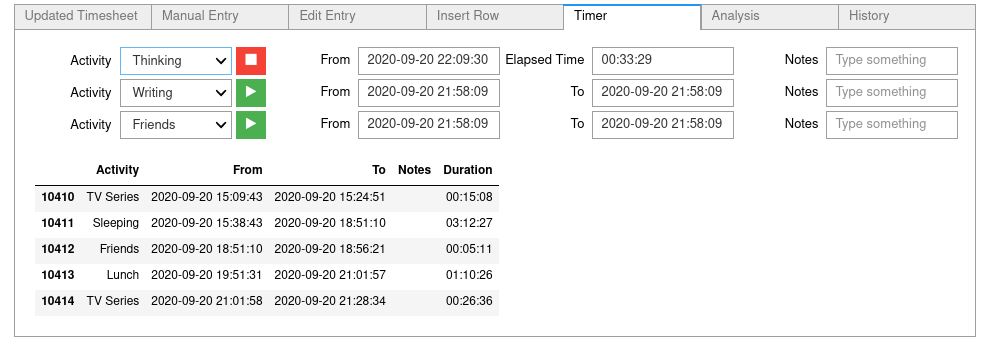 Updated Timesheet Manual Entry Edit Entry Insert Row Timer Analysis History
Activity Thinking From 2020-09-20 22:09:30 Elapsed Time 00:33:29 Notes Type something
Activity Writing From 2020-09-20 21:58:09 To 2020-09-20 21:58:09 Notes Type something
Activity Friends From 2020-09-20 21:58:09 To 2020-09-20 21:58:09 Notes Type something
Activity From To Notes Duration
10410 TV Series 2020-09-20 15:09:43 2020-09-20 15:24:51 00:15:08
10411 Sleeping 2020-09-20 15:38:43 2020-09-20 18:51:10 03:12:27
10412 Friends 2020-09-20 18:51:10 2020-09-20 18:56:21 00:05:11
10413 Lunch 2020-09-20 19:51:31 2020-09-20 21:01:57 01:10:26
10414 TV Series 2020-09-20 21:01:58 2020-09-20 21:28:34 00:26:36